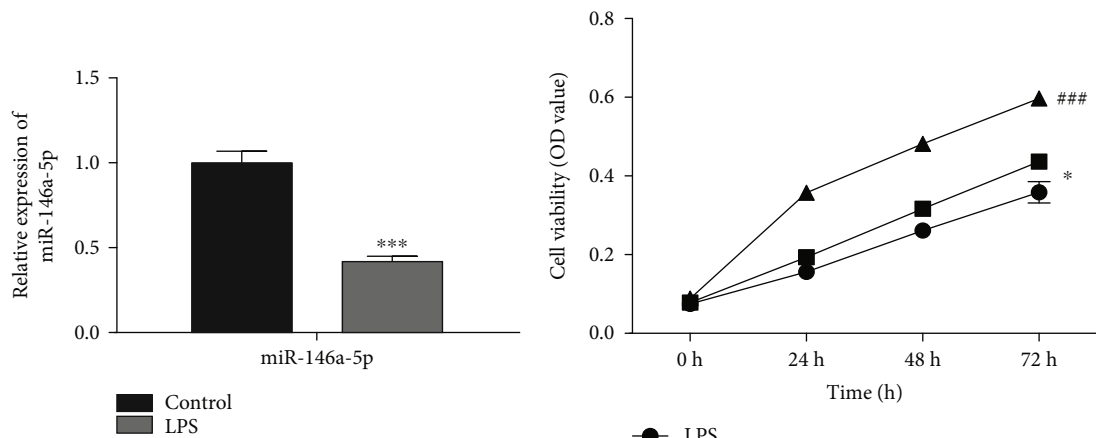 Relative expression of
miR-146a-5p
1.5
1.0
0.5
0.0
***
miR-146a-5p
Control
LPS
Cell viability (OD value)
0.8
0.6
0.4
0.2
0.0
###
*
0 h 24 h 48 h 72 h
Time (h)
LPS